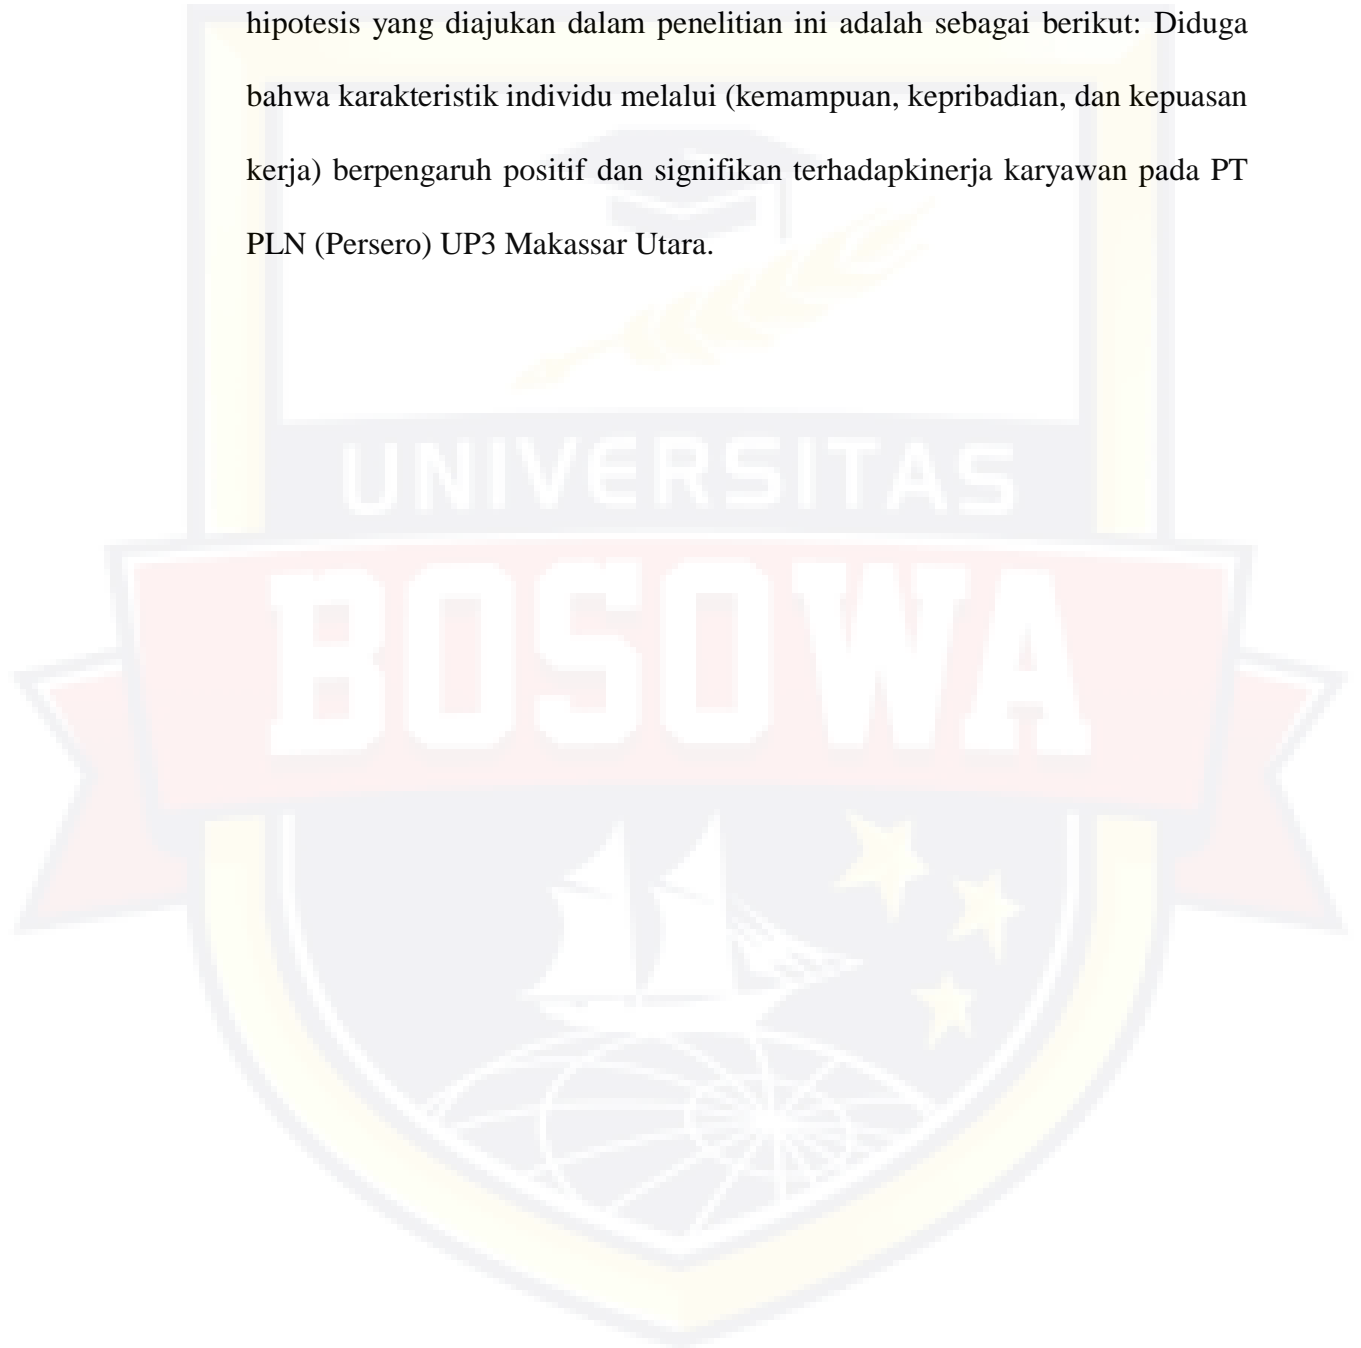 hipotesis yang diajukan dalam penelitian ini adalah sebagai berikut: Diduga
bahwa karakteristik individu melalui (kemampuan, kepribadian, dan kepuasan
kerja) berpengaruh positif dan signifikan terhadapkinerja karyawan pada PT
PLN (Persero) UP3 Makassar Utara.
UNIVERSITAS
BOSOWA